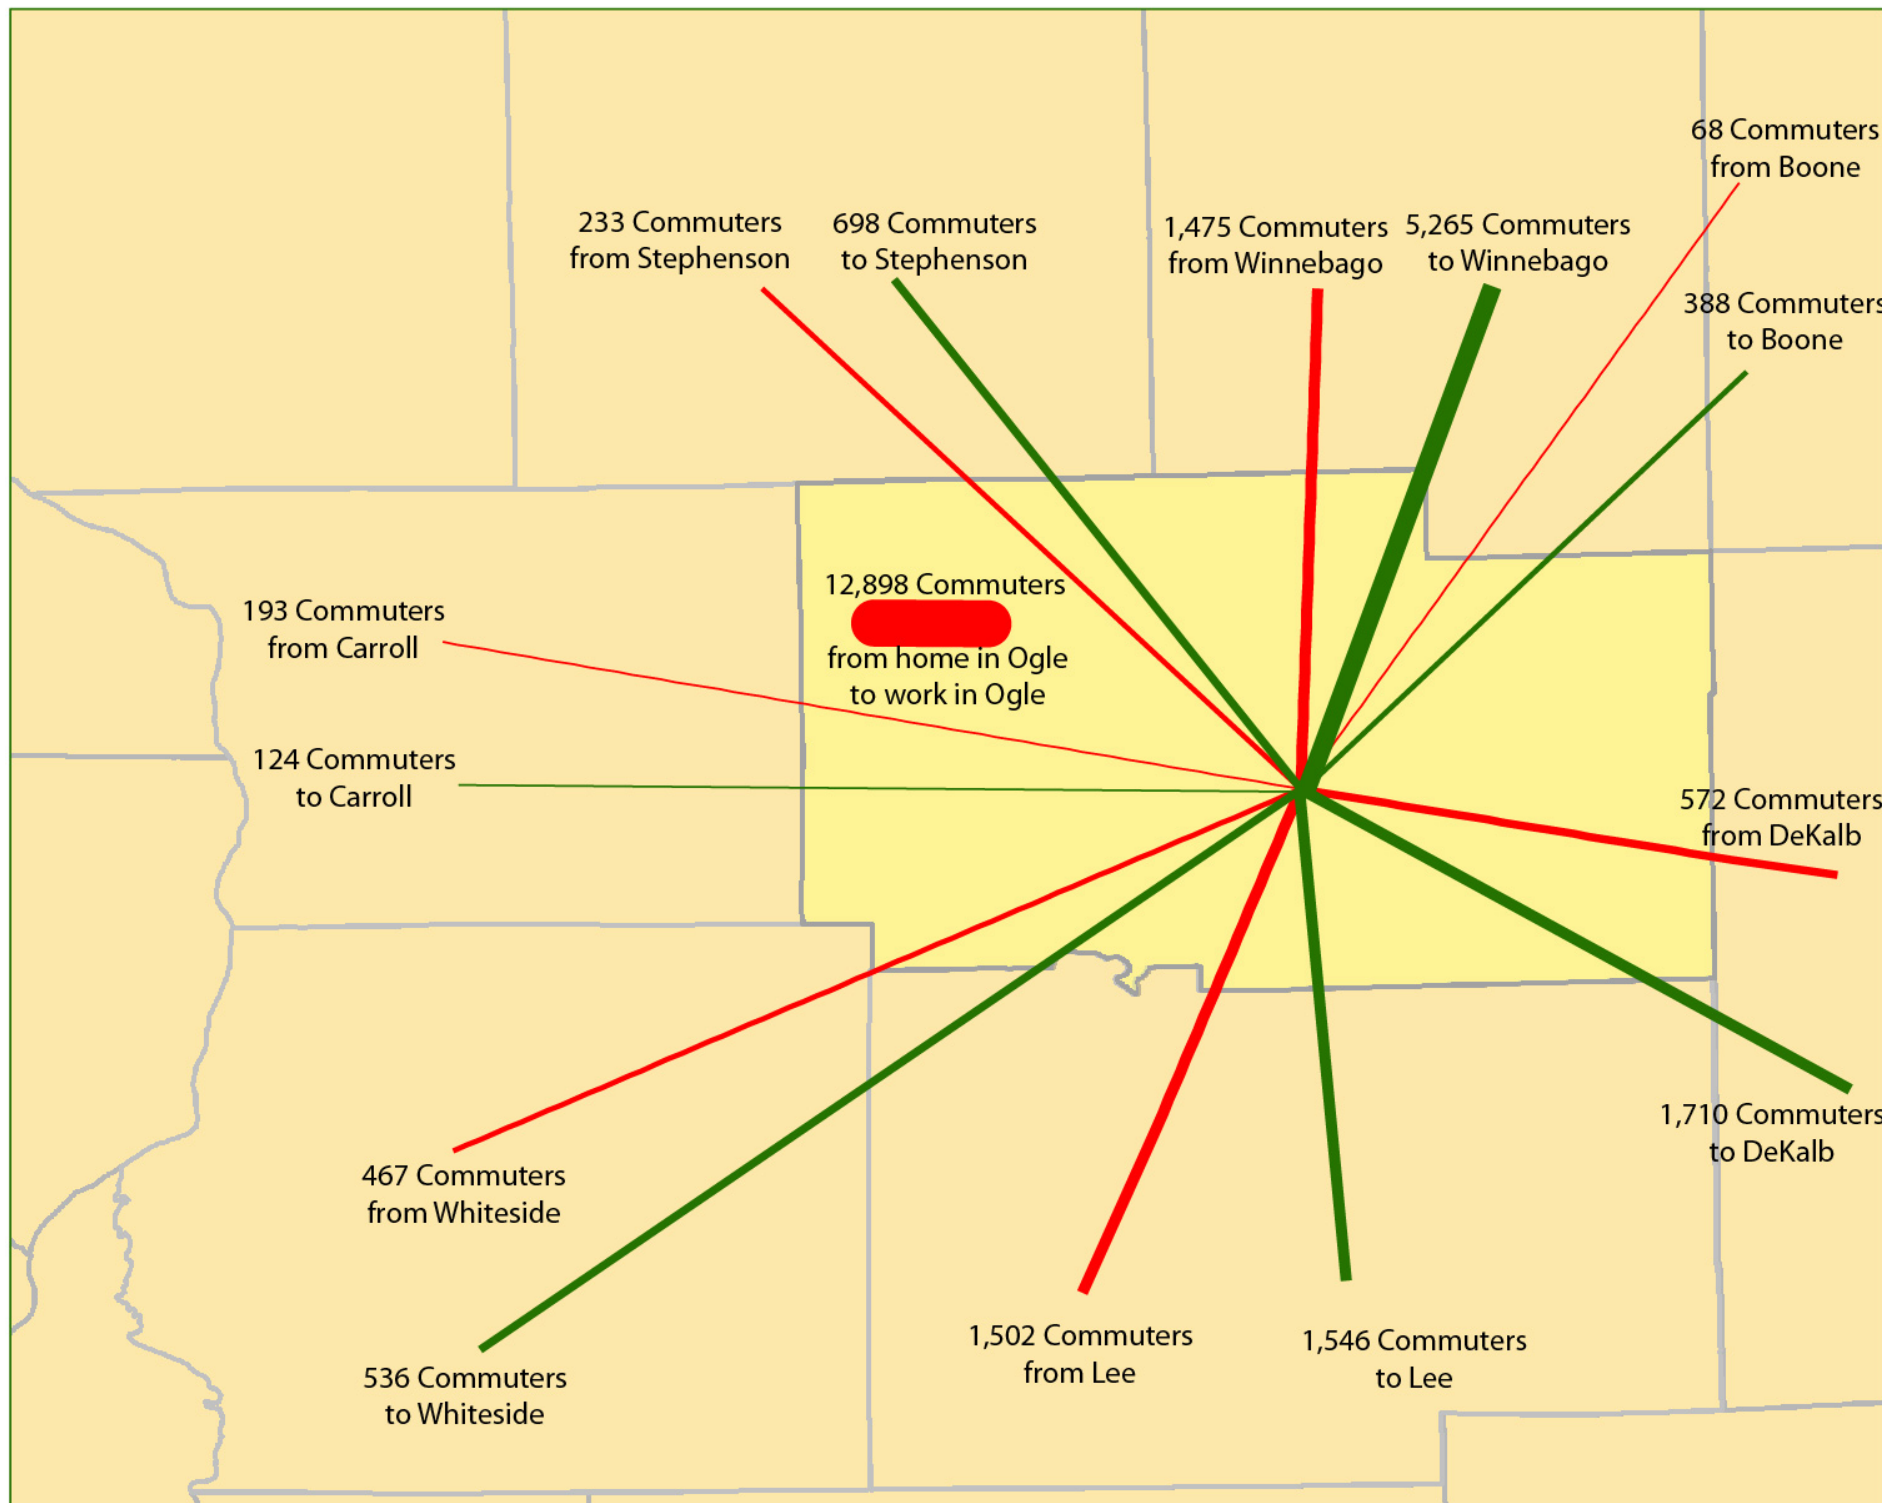 68 Commuters
from Boone
233 Commuters
from Stephenson
698 Commuters
to Stephenson
1,475 Commuters
from Winnebago
5,265 Commuters
to Winnebago
388 Commuters
to Boone
12,898 Commuters
from home in Ogle
to work in Ogle
193 Commuters
from Carroll
124 Commuters
to Carroll
572 Commuters
from DeKalb
1,710 Commuters
to DeKalb
467 Commuters
from Whiteside
536 Commuters
to Whiteside
1,502 Commuters
from Lee
1,546 Commuters
to Lee